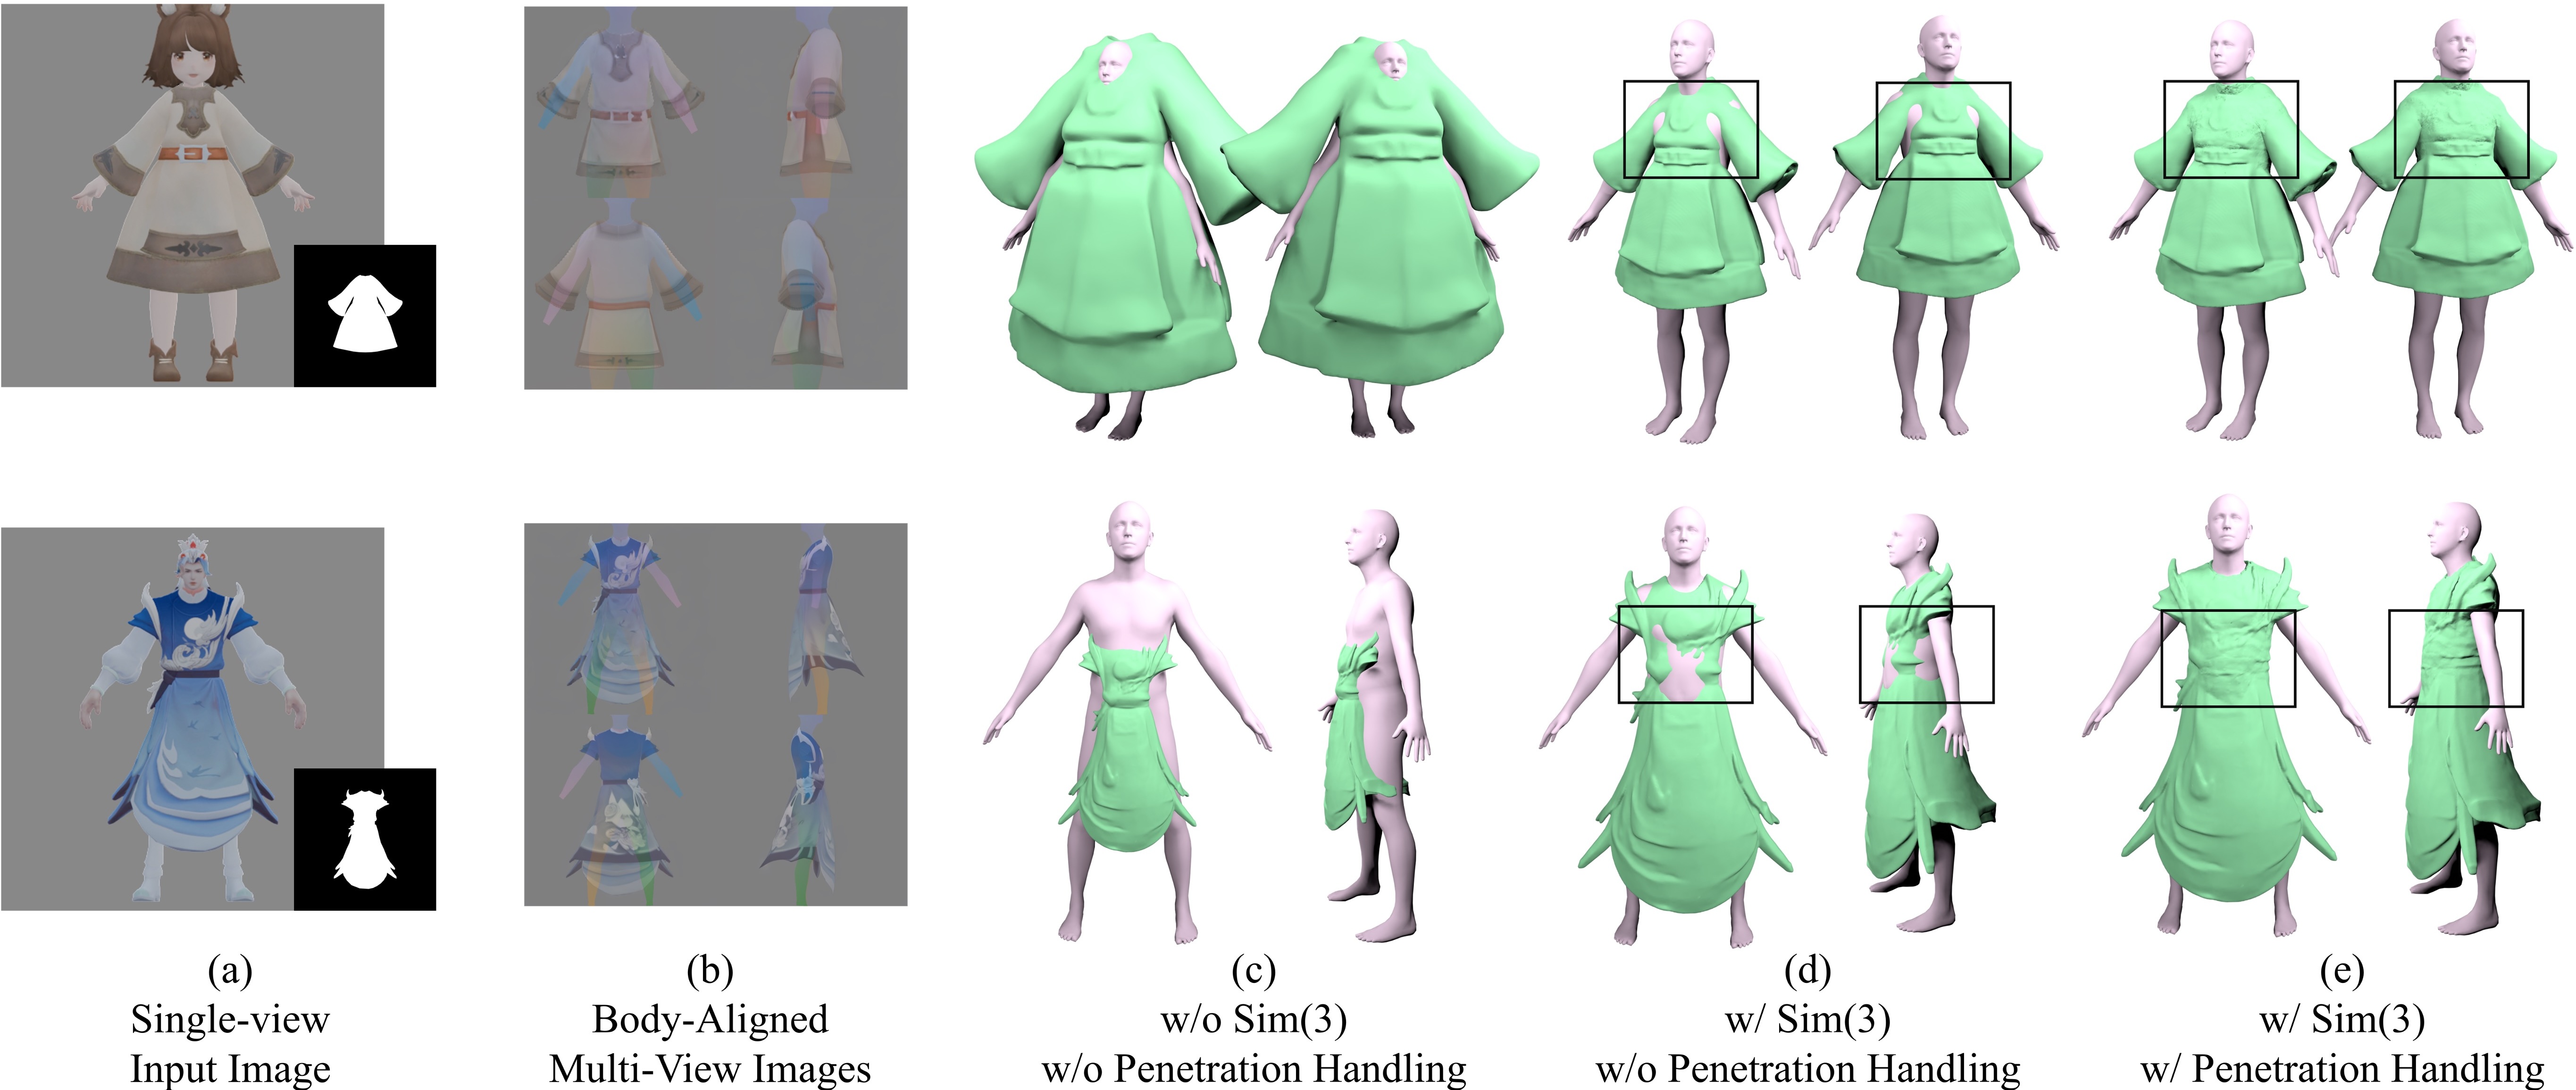 (a)
Single-view
Input Image
(b)
Body-Aligned
Multi-View Images
(c)
w/o Sim(3)
w/o Penetration Handling
(d)
w/ Sim(3)
w/o Penetration Handling
(e)
w/ Sim(3)
w/ Penetration Handling